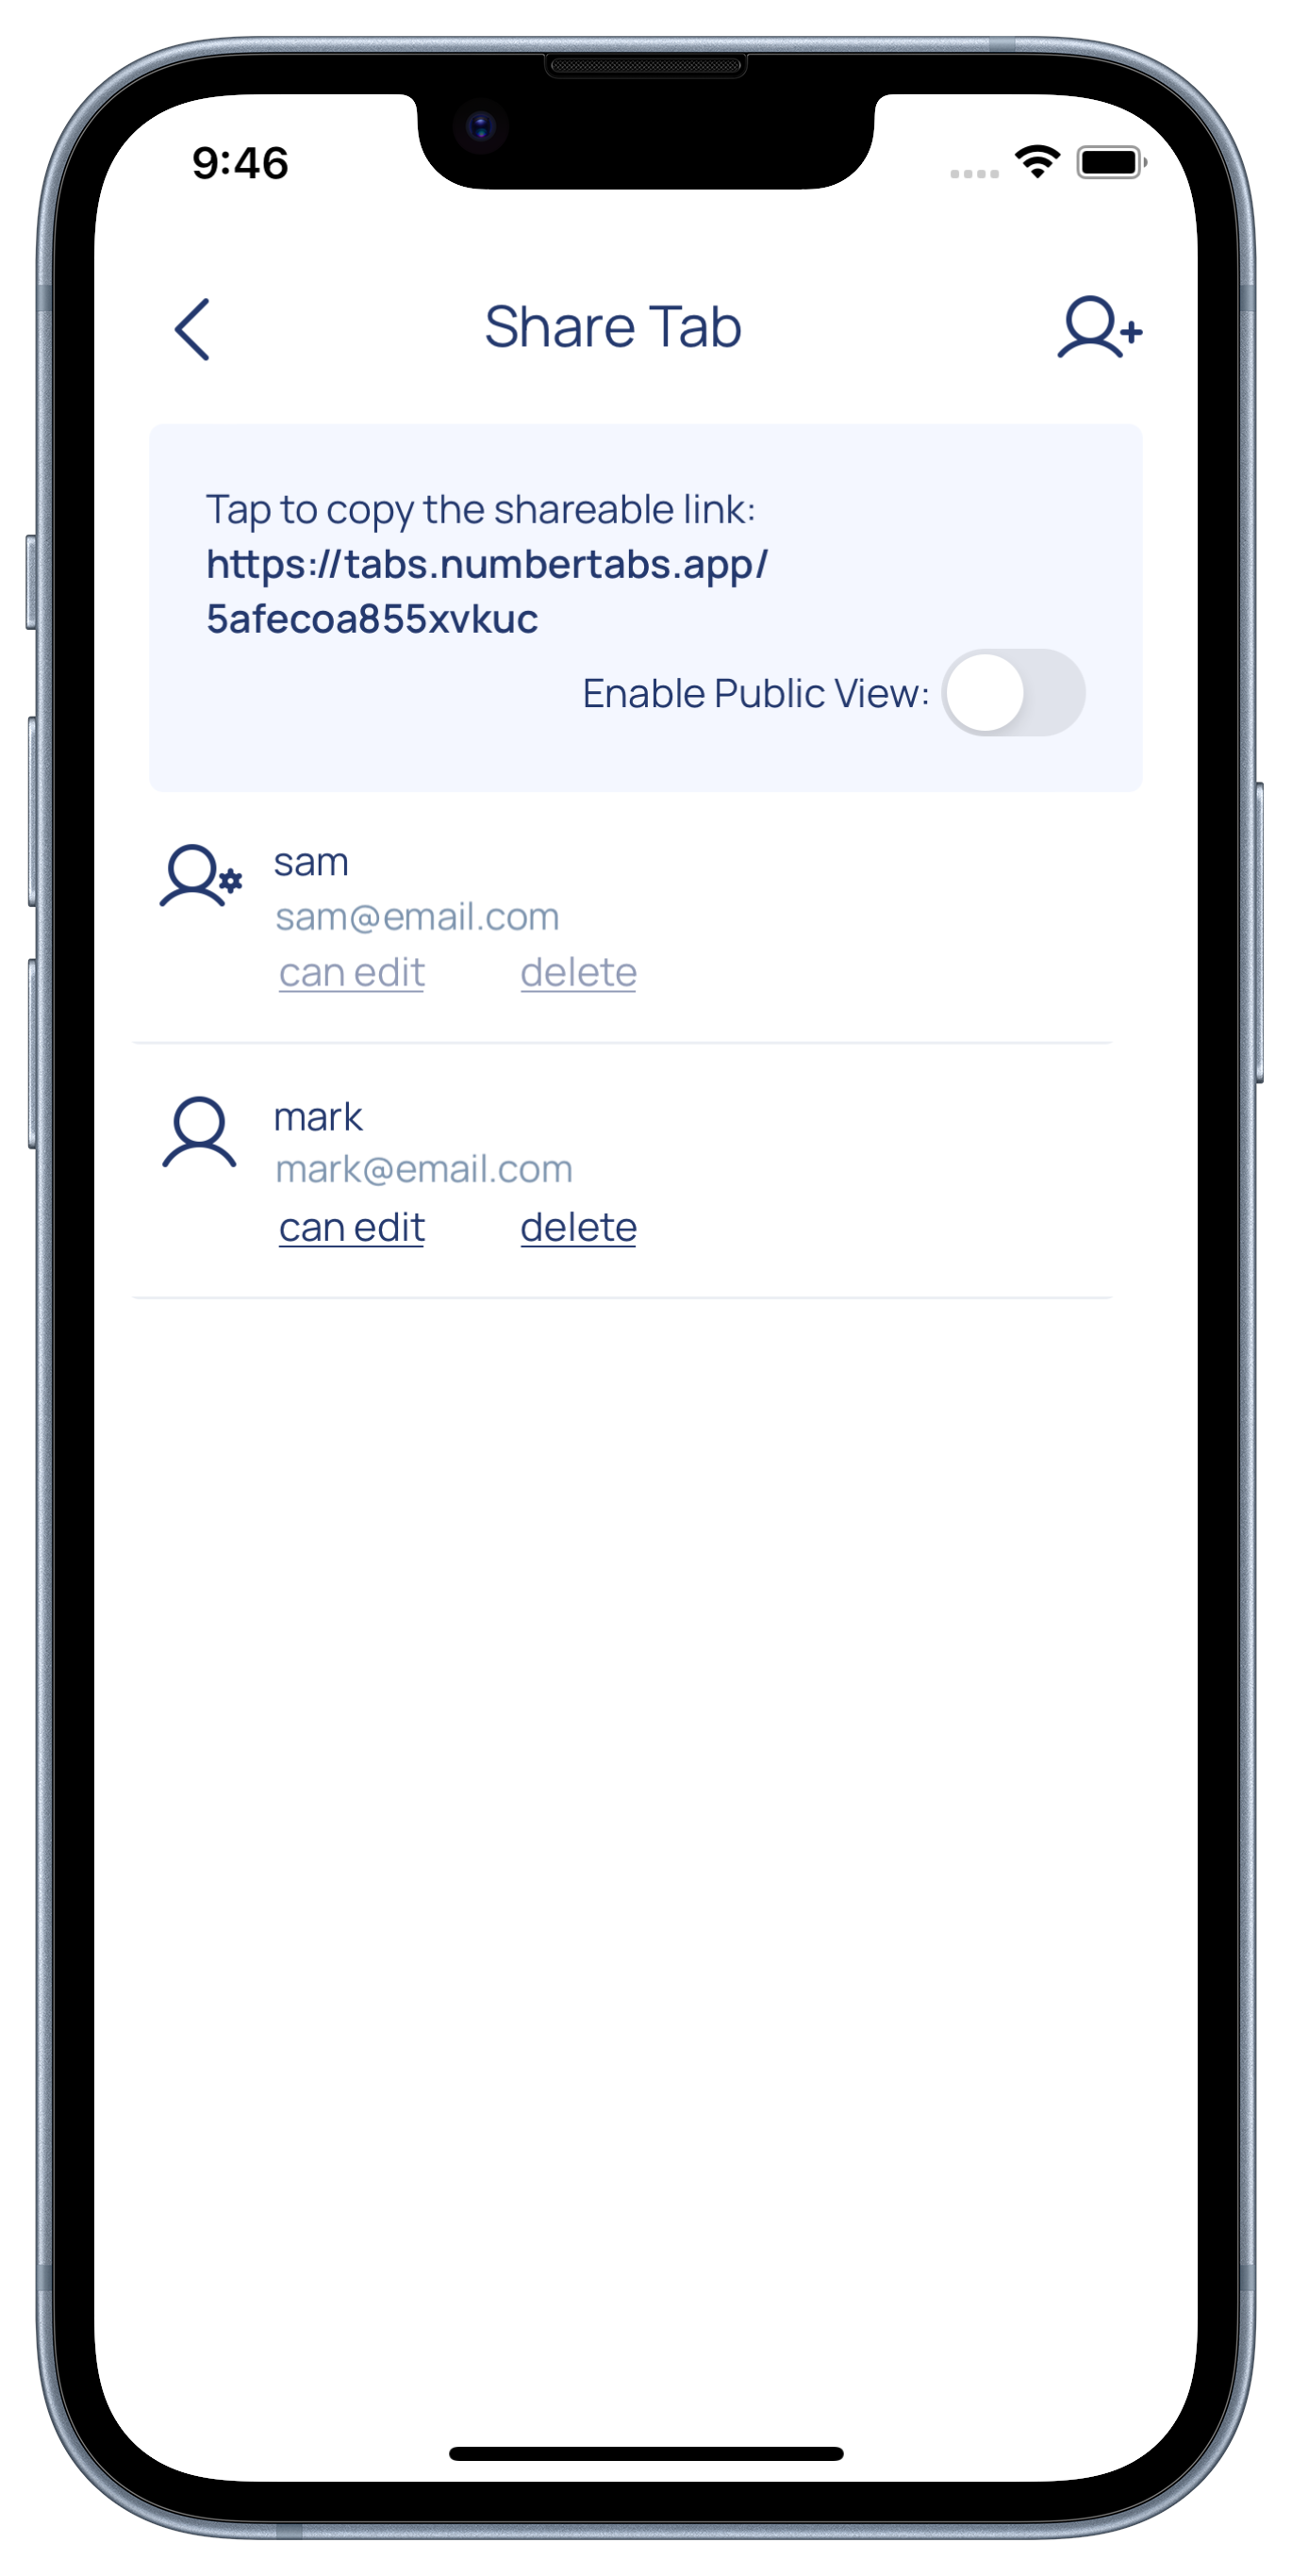 9:46
Share Tab
Tap to copy the shareable link:
https://tabs.numbertabs.app/
5afecoa855xvkuc
Enable Public View:
sam
sam@email.com
can edit delete
mark
mark@email.com
can edit delete